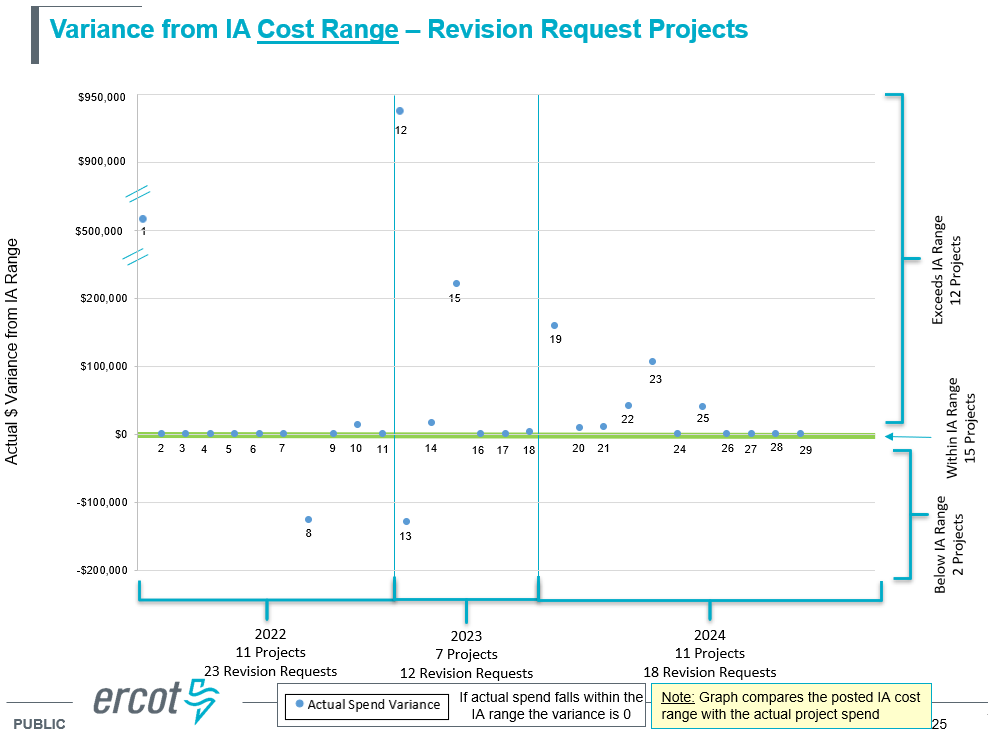 Variance from IA Cost Range – Revision Request Projects
Actual $ Variance from IA Range
$950,000
$900,000
$500,000
$200,000
$100,000
$0
-$100,000
-$200,000
1
2
3
4
5
6
7
8
9
10
11
12
13
14
15
16
17
18
19
20
21
22
23
24
25
26
27
28
29
Exceeds IA Range
12 Projects
Within IA Range
15 Projects
Below IA Range
2 Projects
2022
11 Projects
23 Revision Requests
2023
7 Projects
12 Revision Requests
2024
11 Projects
18 Revision Requests
ercot
PUBLIC
Actual Spend Variance
If actual spend falls within the
IA range the variance is 0
Note: Graph compares the posted IA cost
range with the actual project spend
25